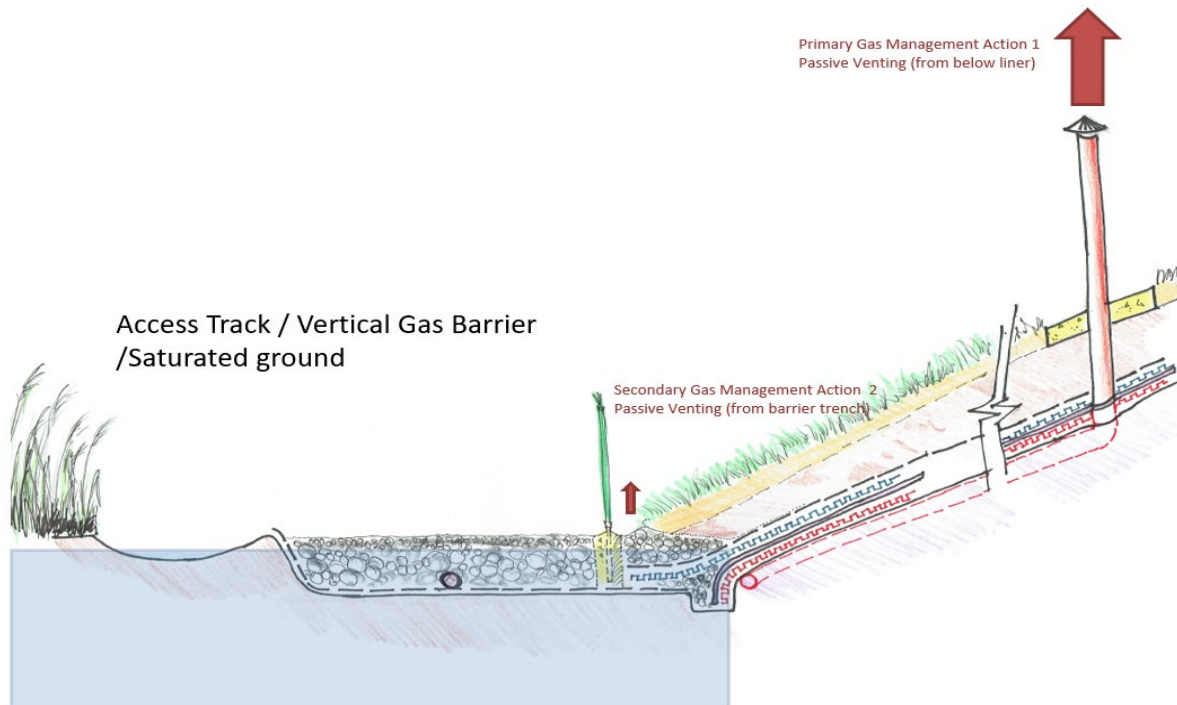 Primary Gas Management Action 1
Passive Venting (from below liner)
Access Track / Vertical Gas Barrier
/Saturated ground
Secondary Gas Management Action 2
Passive Venting (from barrier trench)